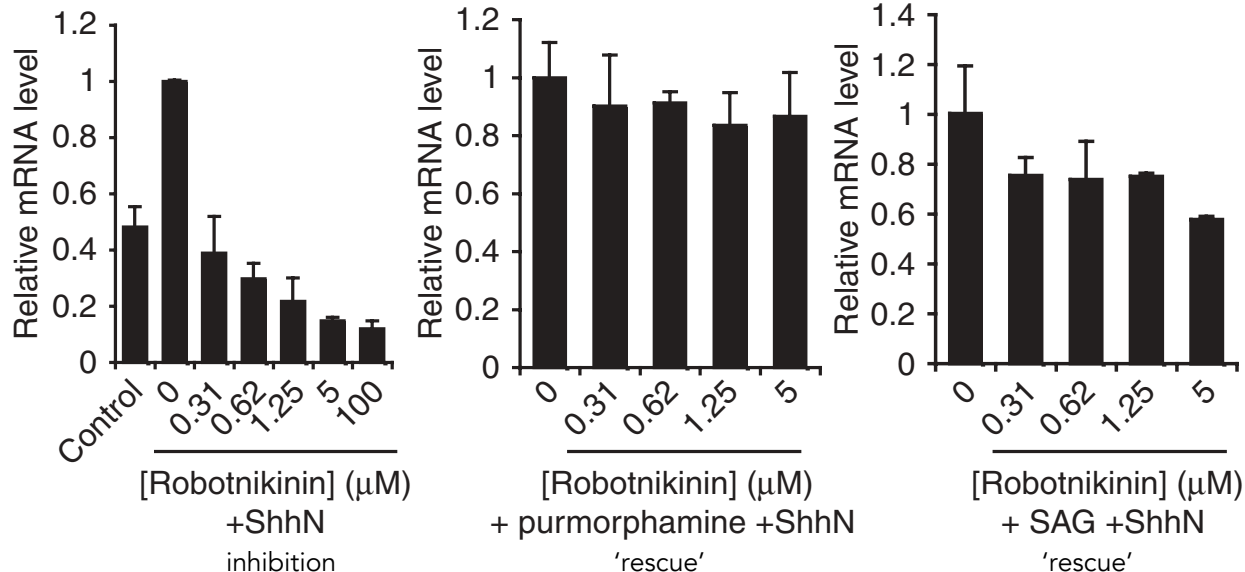 Relative mRNA level
1.2
1
0.8
0.6
0.4
0.2
0
Control
0
0.31
0.62
1.25
5
100
[Robotnikinin] (μM)
+ShhN
inhibition
Relative mRNA level
1.2
1
0.8
0.6
0.4
0.2
0
0
0.31
0.62
1.25
5
[Robotnikinin] (μM)
+ purmorphamine +ShhN
'rescue'
Relative mRNA level
1.4
1.2
1
0.8
0.6
0.4
0.2
0
0
0.31
0.62
1.25
5
[Robotnikinin] (μM)
+ SAG +ShhN
'rescue'